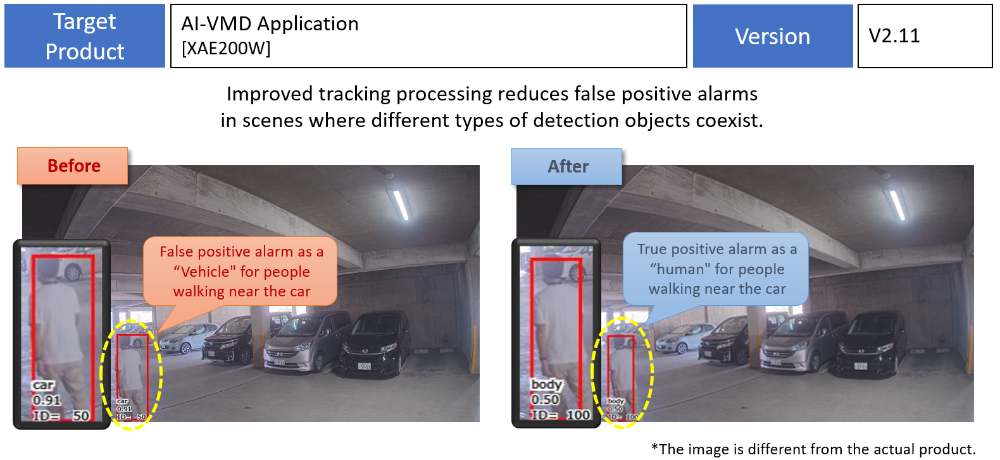 Target
Product
AI-VMD Application
[XAE200W]
Version
V2.11
Improved tracking processing reduces false positive alarms
in scenes where different types of detection objects coexist.
Before
False positive alarm as a
“Vehicle" for people
walking near the car
car
0.91
ID= 50
car
0.91
ID= 50
After
True positive alarm as a
“human" for people
walking near the car
body
0.50
ID= 100
body
0.50
ID= 100
*The image is different from the actual product.